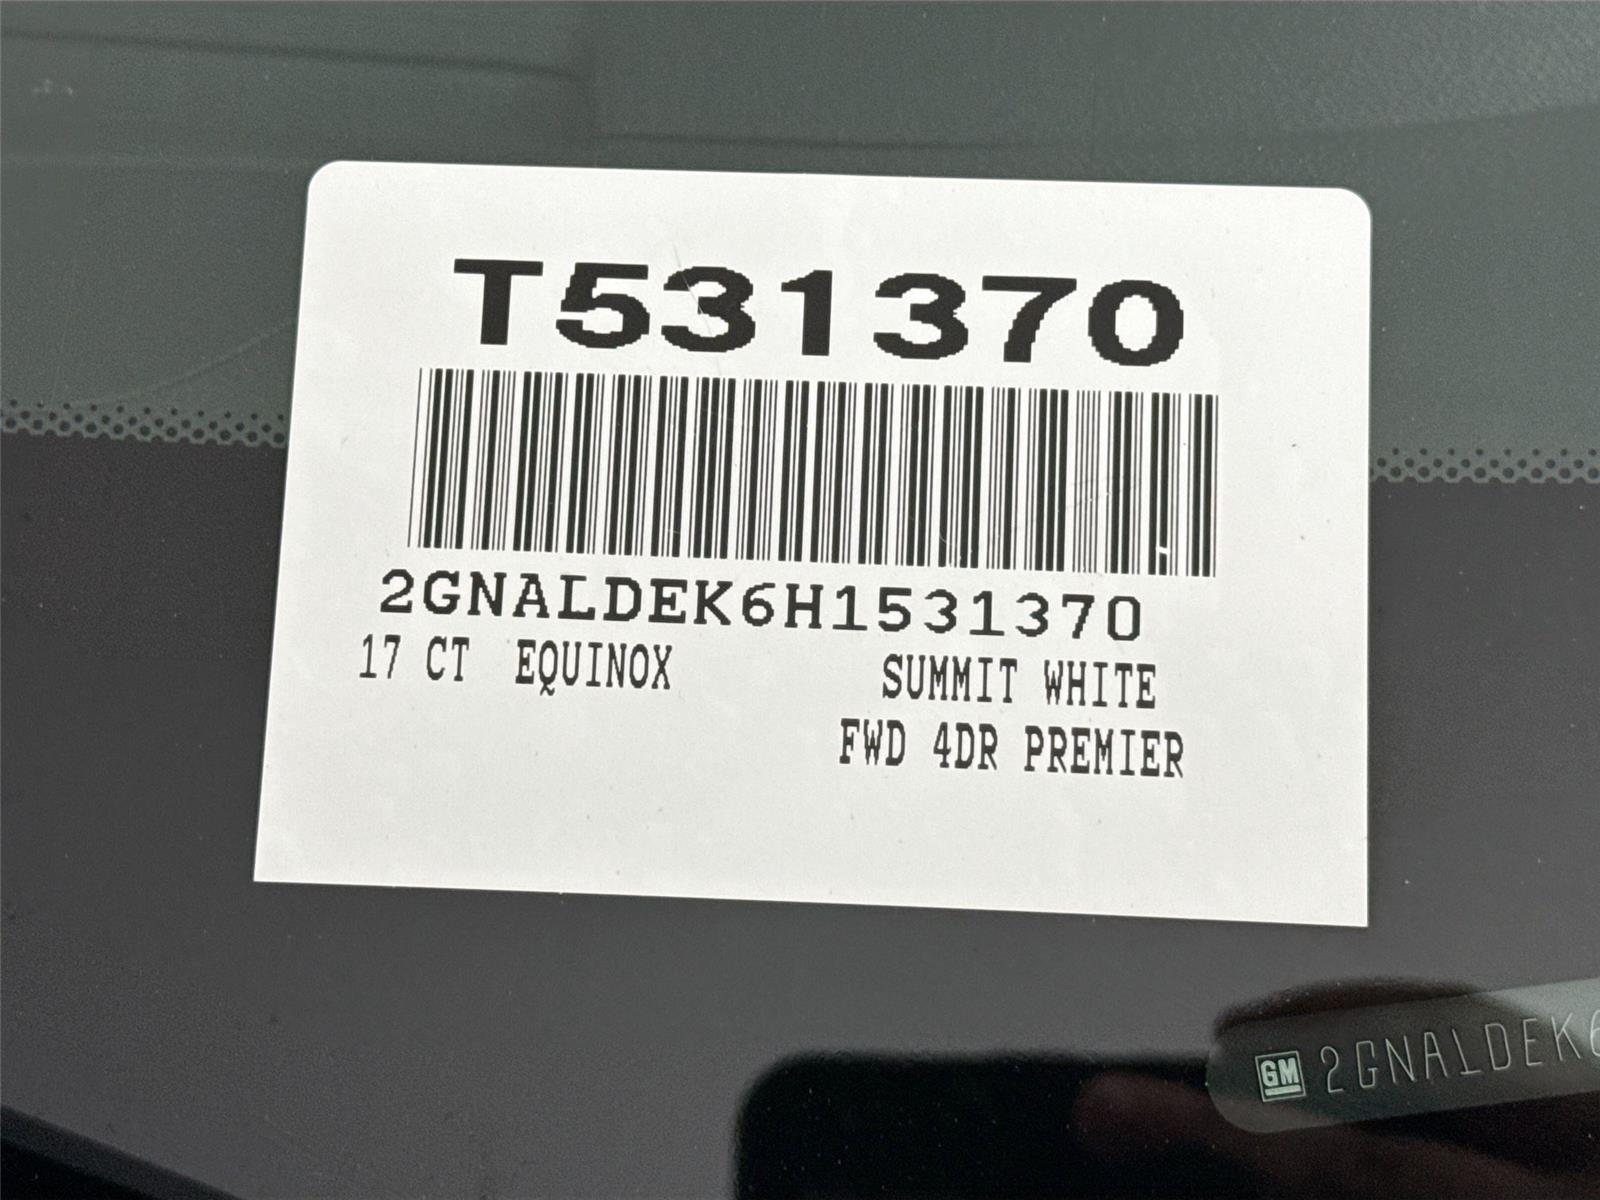 T531370
2GNALDEK6H1531370
17 CT EQUINOX SUMMIT WHITE
FWD 4DR PREMIER
GM 2GNALDEK6